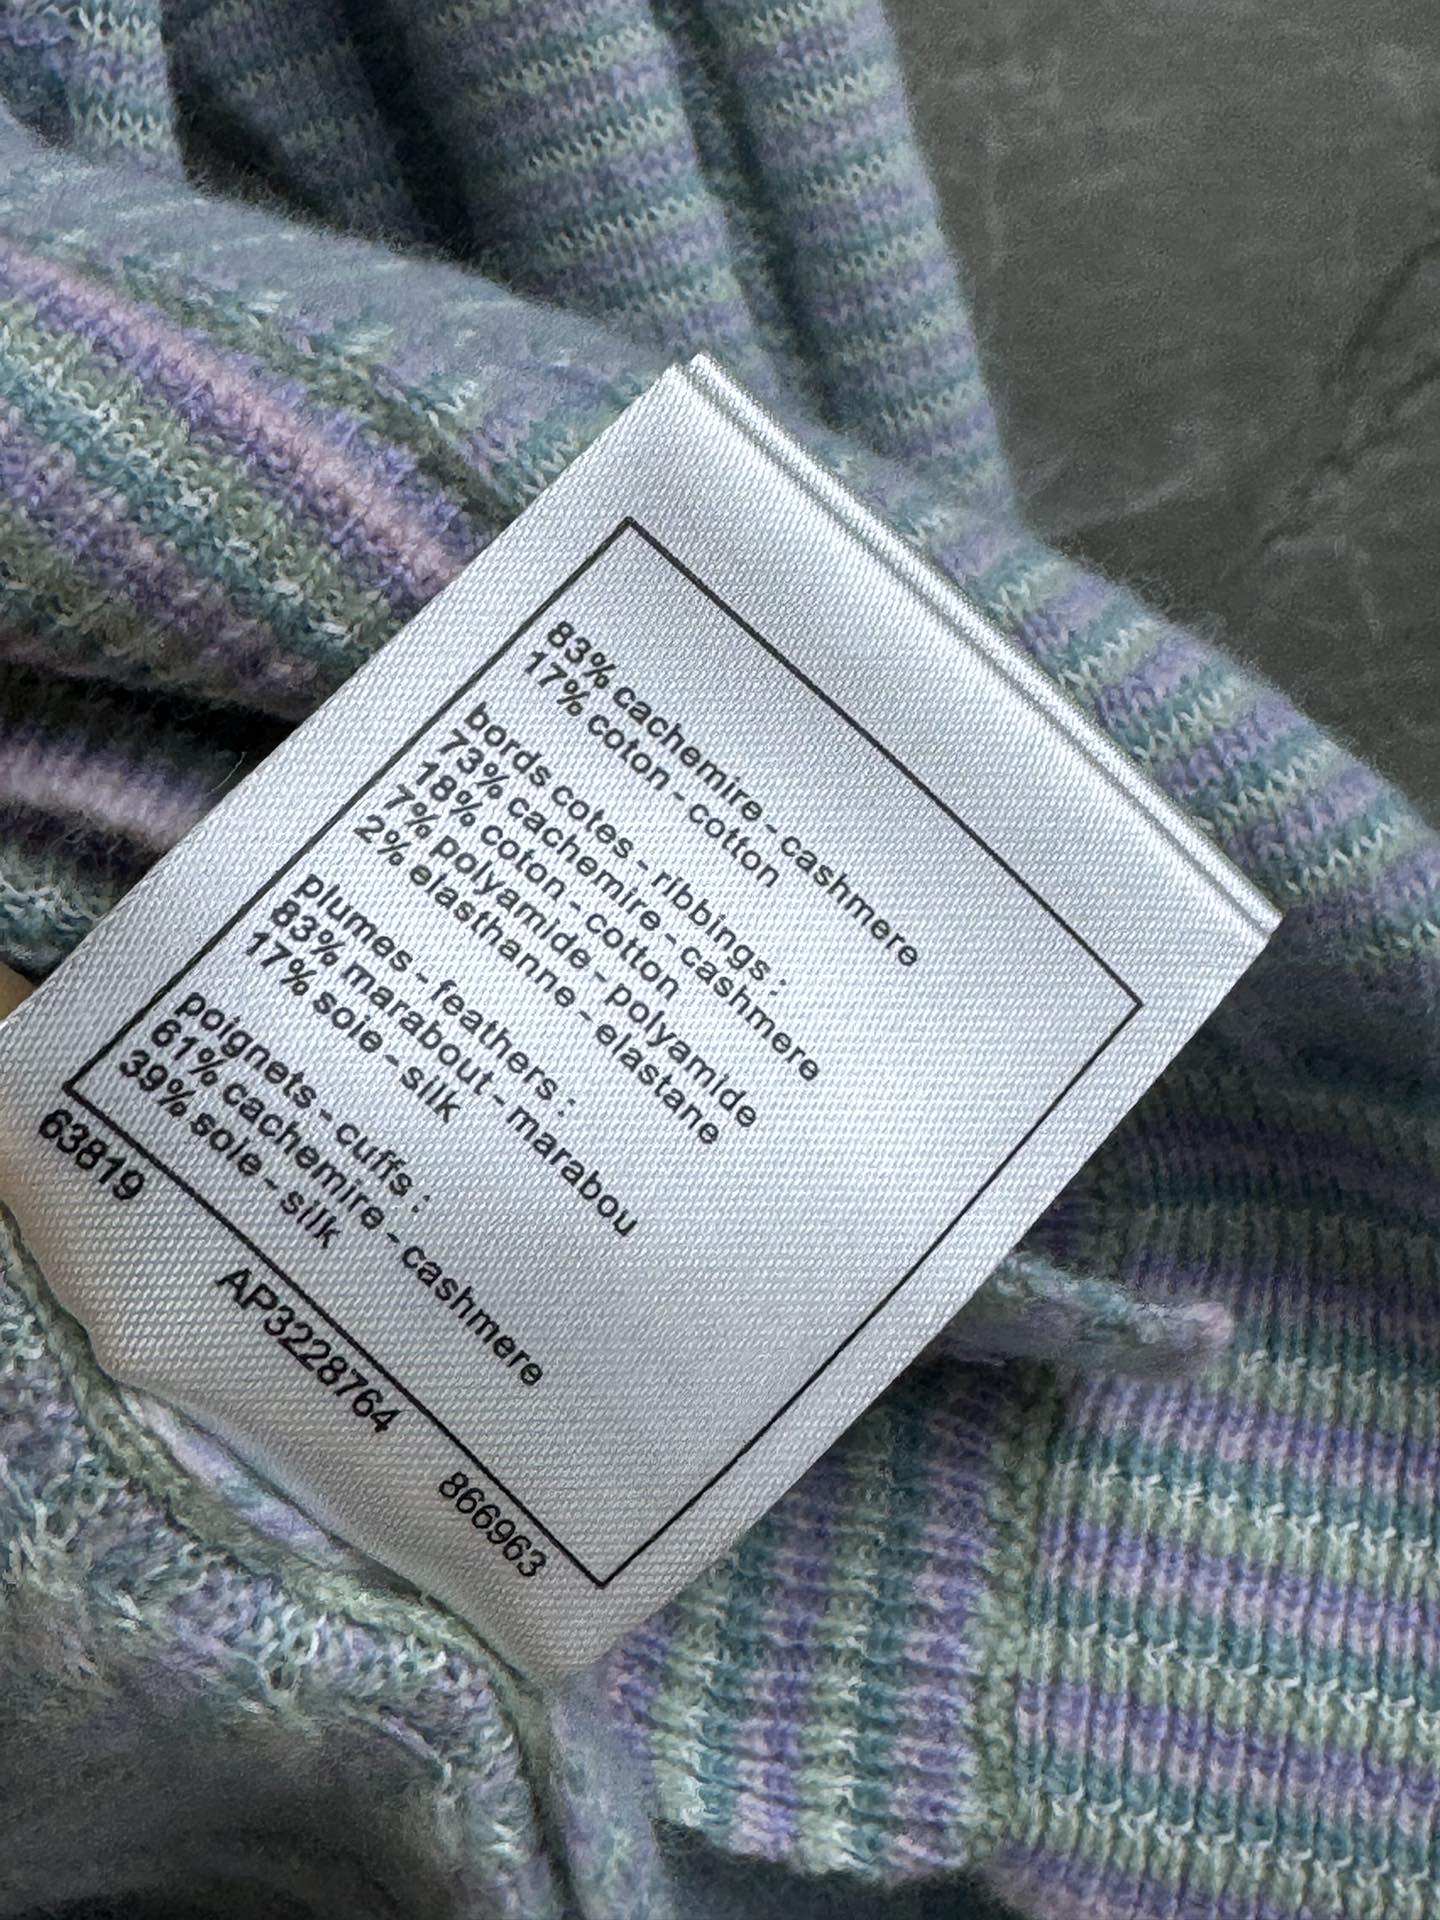 83% cachemire - cashmere
17% coton - cotton
bords cotes - ribbings :
73% cachemire - cashmere
18% coton - cotton
7% polyamide - polyamide
2% elasthanne - elastane
plumes - feathers :
83% marabout - marabou
17% soie - silk
poignets - cuffs :
61% cachemire - cashmere
39% soie - silk
63819 AP3228764 866963